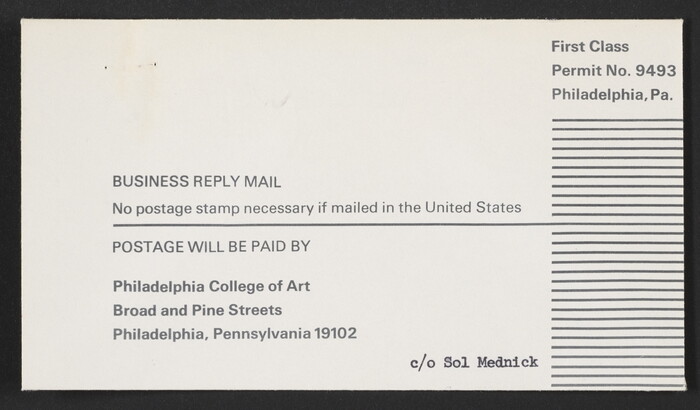 First Class
Permit No. 9493
Philadelphia, Pa.
BUSINESS REPLY MAIL
No postage stamp necessary if mailed in the United States
POSTAGE WILL BE PAID BY
Philadelphia College of Art
Broad and Pine Streets
Philadelphia, Pennsylvania 19102
c/o Sol Mednick